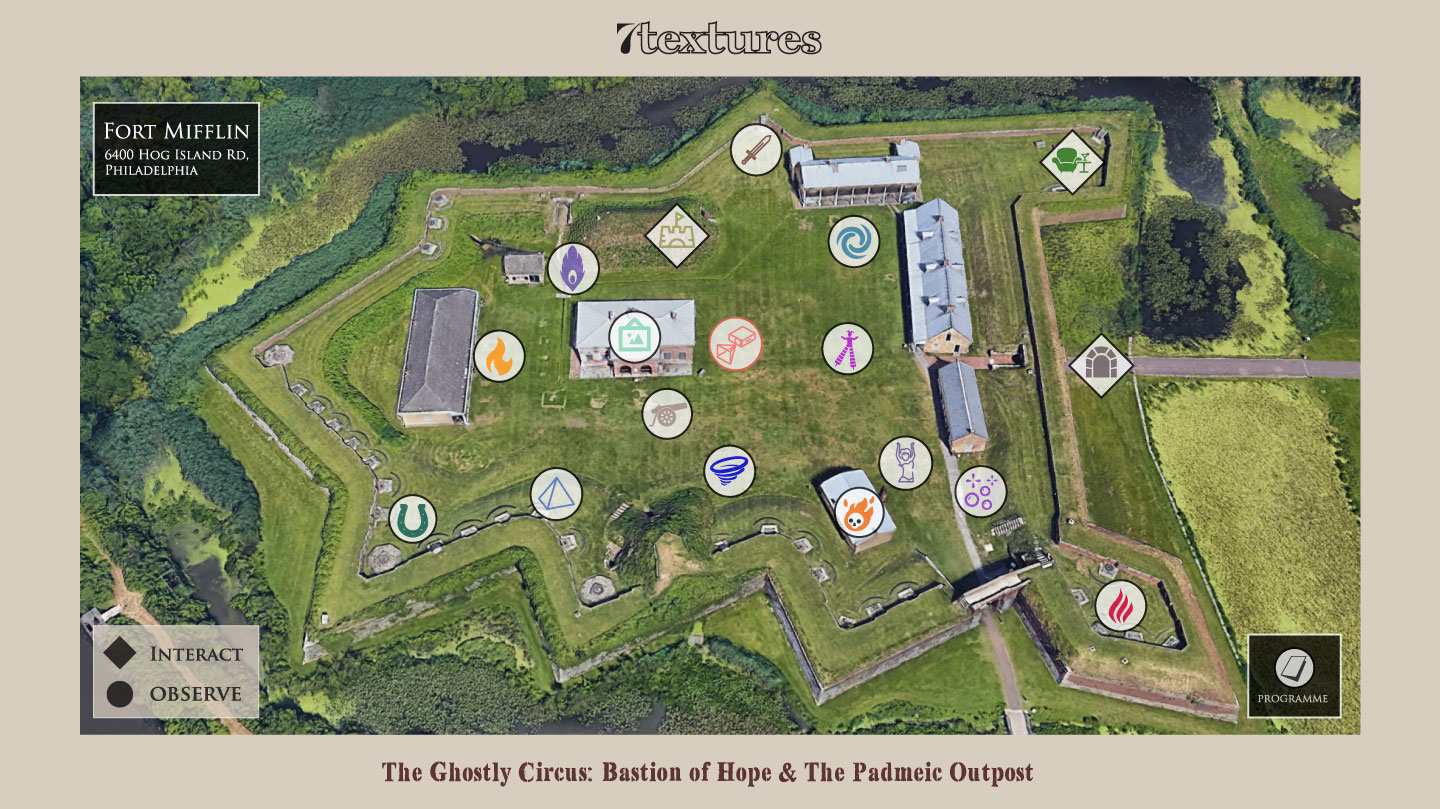 7textures
Fort Mifflin
6400 Hog Island Rd,
Philadelphia
Interact
OBSERVE
PROGRAMME
The Ghostly Circus: Bastion of Hope & The Padmeic Outpost